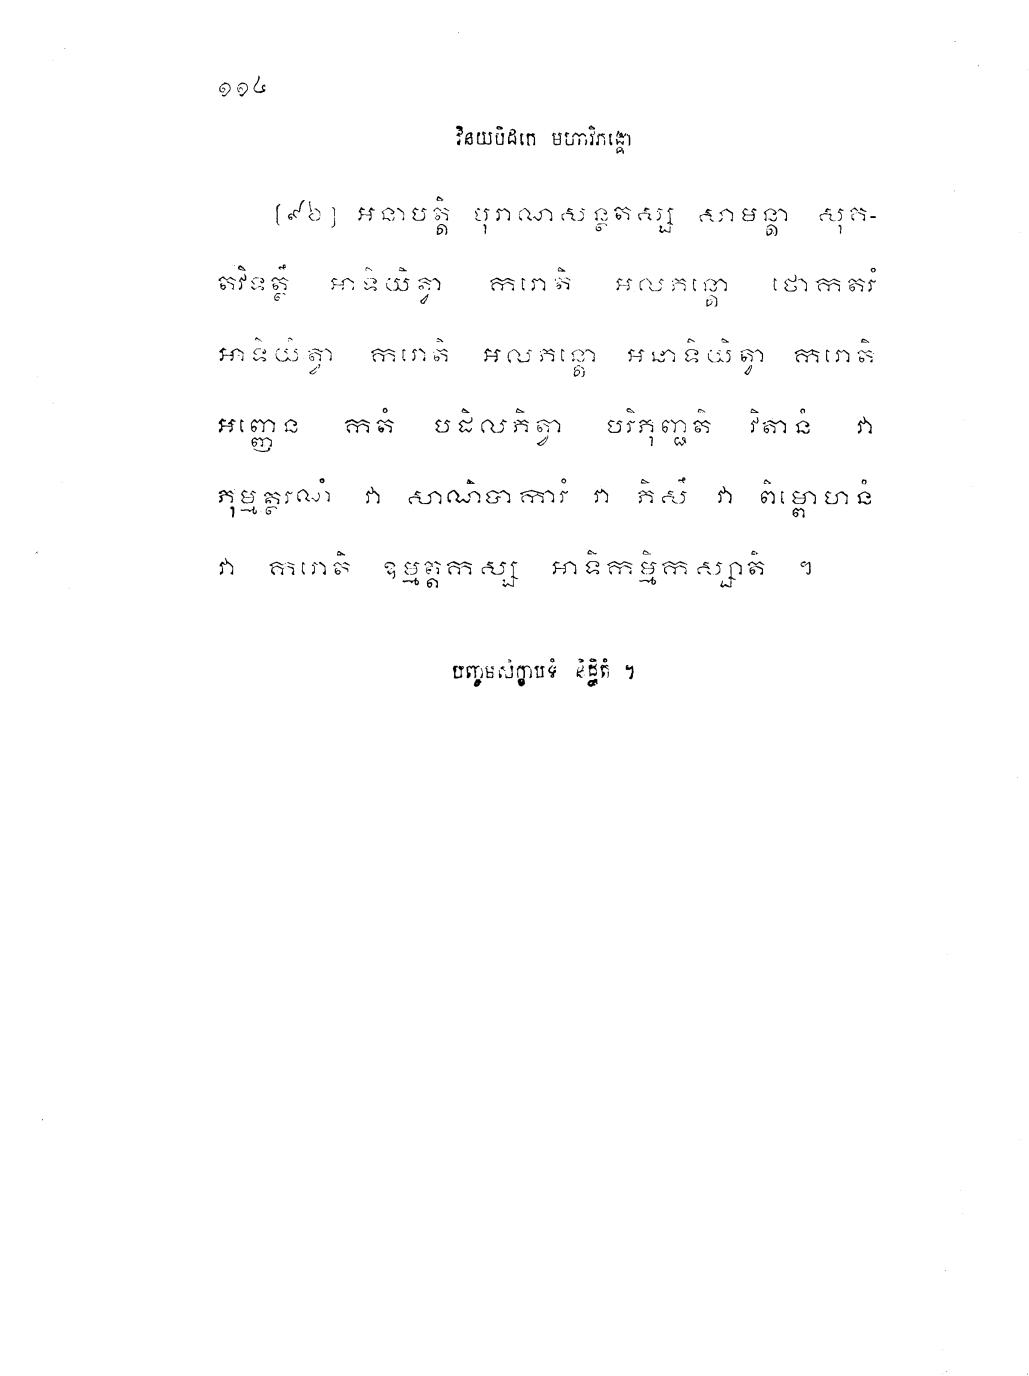 ១១៤
វិនយបិដកេ មហាវិភង្គោ
(៩៦) អនាបត្តិ បុរាណសន្ថតស្ស សាមន្តា សុគ-
តវិទត្ថឹ អាទិយិត្វា ករោតិ អលភន្តោ ថោកតរំ
អាទិយិត្វា ករោតិ អលភន្តោ អនាទិយិត្វា ករោតិ
អញ្ញេន កតំ បដិលភិត្វា បរិភុញ្ជតិ វិតានំ វា
ភុម្មត្ថរណំ វា សាណិបាការំ វា ភិសឹ វា ពិម្ពោហនំ
វា ករោតិ ឧម្មត្តកស្ស អាទិកម្មិកស្សាតិ ។
បញ្ចមសិក្ខាបទំ និដ្ឋិតំ ។